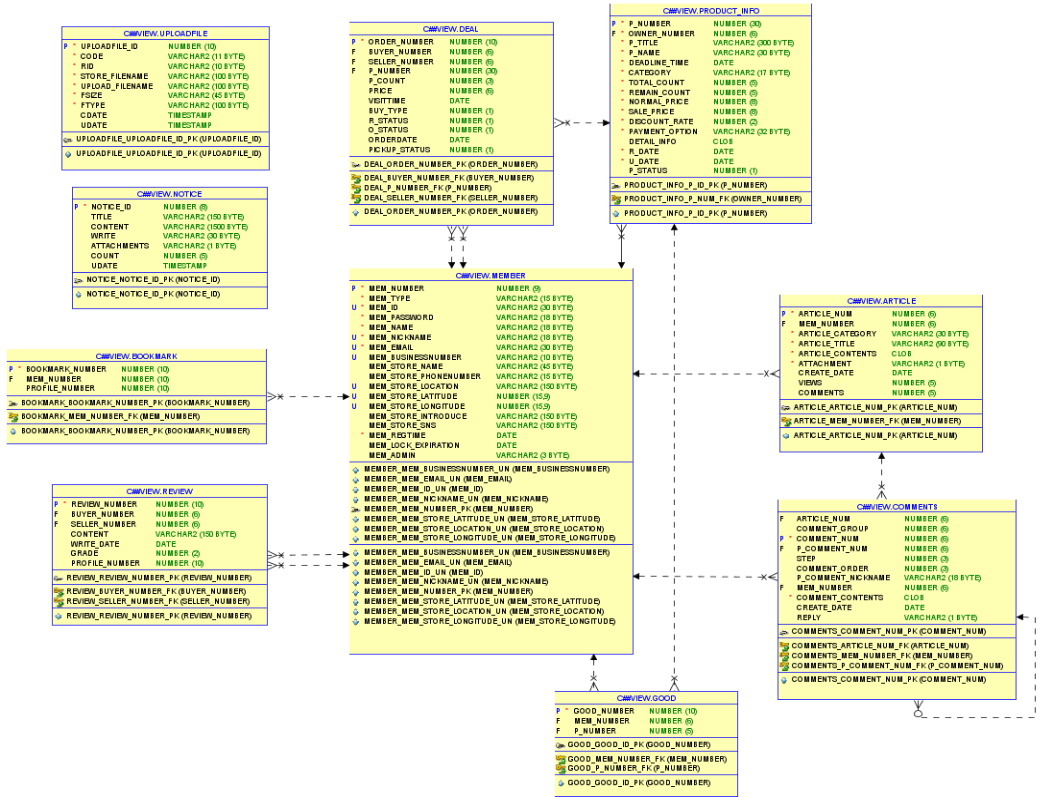 C##VIEW.UPLOADFILE
P * UPLOADFILE_ID NUMBER (10)
* CODE VARCHAR2 (11 BYTE)
* RID VARCHAR2 (10 BYTE)
* STORE_FILENAME VARCHAR2 (100 BYTE)
* UPLOAD_FILENAME VARCHAR2 (100 BYTE)
* FSIZE VARCHAR2 (45 BYTE)
* FTYPE VARCHAR2 (100 BYTE)
CDATE TIMESTAMP
UDATE TIMESTAMP
UPLOADFILE_UPLOADFILE_ID_PK (UPLOADFILE_ID)
UPLOADFILE_UPLOADFILE_ID_PK (UPLOADFILE_ID)
C##VIEW.NOTICE
P * NOTICE_ID NUMBER (8)
TITLE VARCHAR2 (150 BYTE)
CONTENT VARCHAR2 (1500 BYTE)
WRITE VARCHAR2 (30 BYTE)
ATTACHMENTS VARCHAR2 (1 BYTE)
COUNT NUMBER (5)
UDATE TIMESTAMP
NOTICE_NOTICE_ID_PK (NOTICE_ID)
NOTICE_NOTICE_ID_PK (NOTICE_ID)
C##VIEW.BOOKMARK
P * BOOKMARK_NUMBER NUMBER (10)
F MEM_NUMBER NUMBER (10)
PROFILE_NUMBER NUMBER (10)
BOOKMARK_BOOKMARK_NUMBER_PK (BOOKMARK_NUMBER)
BOOKMARK_MEM_NUMBER_FK (MEM_NUMBER)
BOOKMARK_BOOKMARK_NUMBER_PK (BOOKMARK_NUMBER)
C##VIEW.REVIEW
P * REVIEW_NUMBER NUMBER (10)
F BUYER_NUMBER NUMBER (6)
F SELLER_NUMBER NUMBER (6)
CONTENT VARCHAR2 (150 BYTE)
WRITE_DATE DATE
GRADE NUMBER (2)
PROFILE_NUMBER NUMBER (10)
REVIEW_REVIEW_NUMBER_PK (REVIEW_NUMBER)
REVIEW_BUYER_NUMBER_FK (BUYER_NUMBER)
REVIEW_SELLER_NUMBER_FK (SELLER_NUMBER)
REVIEW_REVIEW_NUMBER_PK (REVIEW_NUMBER)
C##VIEW.DEAL
P * ORDER_NUMBER NUMBER (10)
F BUYER_NUMBER NUMBER (6)
F SELLER_NUMBER NUMBER (6)
F P_NUMBER NUMBER (30)
P_COUNT NUMBER (3)
PRICE NUMBER (6)
VISITTIME DATE
BUY_TYPE NUMBER (1)
R_STATUS NUMBER (1)
O_STATUS NUMBER (1)
ORDERDATE DATE
PICKUP_STATUS NUMBER (1)
DEAL_ORDER_NUMBER_PK (ORDER_NUMBER)
DEAL_BUYER_NUMBER_FK (BUYER_NUMBER)
DEAL_P_NUMBER_FK (P_NUMBER)
DEAL_SELLER_NUMBER_FK (SELLER_NUMBER)
DEAL_ORDER_NUMBER_PK (ORDER_NUMBER)
C##VIEW.PRODUCT_INFO
P * P_NUMBER NUMBER (30)
F * OWNER_NUMBER NUMBER (6)
* P_TITLE VARCHAR2 (300 BYTE)
* P_NAME VARCHAR2 (30 BYTE)
* DEADLINE_TIME DATE
* CATEGORY VARCHAR2 (17 BYTE)
* TOTAL_COUNT NUMBER (5)
* REMAIN_COUNT NUMBER (5)
* NORMAL_PRICE NUMBER (8)
* SALE_PRICE NUMBER (8)
* DISCOUNT_RATE NUMBER (2)
* PAYMENT_OPTION VARCHAR2 (32 BYTE)
DETAIL_INFO CLOB
* R_DATE DATE
* U_DATE DATE
P_STATUS NUMBER (1)
PRODUCT_INFO_P_ID_PK (P_NUMBER)
PRODUCT_INFO_P_NUM_FK (OWNER_NUMBER)
PRODUCT_INFO_P_ID_PK (P_NUMBER)
C##VIEW.MEMBER
P * MEM_NUMBER NUMBER (9)
* MEM_TYPE VARCHAR2 (15 BYTE)
U * MEM_ID VARCHAR2 (30 BYTE)
* MEM_PASSWORD VARCHAR2 (18 BYTE)
* MEM_NAME VARCHAR2 (18 BYTE)
U * MEM_NICKNAME VARCHAR2 (18 BYTE)
U * MEM_EMAIL VARCHAR2 (30 BYTE)
U MEM_BUSINESSNUMBER VARCHAR2 (10 BYTE)
MEM_STORE_NAME VARCHAR2 (45 BYTE)
MEM_STORE_PHONENUMBER VARCHAR2 (15 BYTE)
U MEM_STORE_LOCATION VARCHAR2 (150 BYTE)
U MEM_STORE_LATITUDE NUMBER (15,9)
U MEM_STORE_LONGITUDE NUMBER (15,9)
MEM_STORE_INTRODUCE VARCHAR2 (150 BYTE)
MEM_STORE_SNS VARCHAR2 (150 BYTE)
* MEM_REGTIME DATE
MEM_LOCK_EXPIRATION DATE
MEM_ADMIN VARCHAR2 (3 BYTE)
MEMBER_MEM_BUSINESSNUMBER_UN (MEM_BUSINESSNUMBER)
MEMBER_MEM_EMAIL_UN (MEM_EMAIL)
MEMBER_MEM_ID_UN (MEM_ID)
MEMBER_MEM_NICKNAME_UN (MEM_NICKNAME)
MEMBER_MEM_NUMBER_PK (MEM_NUMBER)
MEMBER_MEM_STORE_LATITUDE_UN (MEM_STORE_LATITUDE)
MEMBER_MEM_STORE_LOCATION_UN (MEM_STORE_LOCATION)
MEMBER_MEM_STORE_LONGITUDE_UN (MEM_STORE_LONGITUDE)
MEMBER_MEM_BUSINESSNUMBER_UN (MEM_BUSINESSNUMBER)
MEMBER_MEM_EMAIL_UN (MEM_EMAIL)
MEMBER_MEM_ID_UN (MEM_ID)
MEMBER_MEM_NICKNAME_UN (MEM_NICKNAME)
MEMBER_MEM_NUMBER_PK (MEM_NUMBER)
MEMBER_MEM_STORE_LATITUDE_UN (MEM_STORE_LATITUDE)
MEMBER_MEM_STORE_LOCATION_UN (MEM_STORE_LOCATION)
MEMBER_MEM_STORE_LONGITUDE_UN (MEM_STORE_LONGITUDE)
C##VIEW.ARTICLE
P * ARTICLE_NUM NUMBER (6)
F MEM_NUMBER NUMBER (6)
* ARTICLE_CATEGORY VARCHAR2 (30 BYTE)
* ARTICLE_TITLE VARCHAR2 (90 BYTE)
* ARTICLE_CONTENTS CLOB
* ATTACHMENT VARCHAR2 (1 BYTE)
CREATE_DATE DATE
VIEWS NUMBER (5)
COMMENTS NUMBER (5)
ARTICLE_ARTICLE_NUM_PK (ARTICLE_NUM)
ARTICLE_MEM_NUMBER_FK (MEM_NUMBER)
ARTICLE_ARTICLE_NUM_PK (ARTICLE_NUM)
C##VIEW.COMMENTS
F ARTICLE_NUM NUMBER (6)
COMMENT_GROUP NUMBER (6)
P * COMMENT_NUM NUMBER (6)
F P_COMMENT_NUM NUMBER (6)
STEP NUMBER (3)
COMMENT_ORDER NUMBER (3)
P_COMMENT_NICKNAME VARCHAR2 (18 BYTE)
F MEM_NUMBER NUMBER (6)
* COMMENT_CONTENTS CLOB
CREATE_DATE DATE
REPLY VARCHAR2 (1 BYTE)
COMMENTS_COMMENT_NUM_PK (COMMENT_NUM)
COMMENTS_ARTICLE_NUM_FK (ARTICLE_NUM)
COMMENTS_MEM_NUMBER_FK (MEM_NUMBER)
COMMENTS_P_COMMENT_NUM_FK (P_COMMENT_NUM)
COMMENTS_COMMENT_NUM_PK (COMMENT_NUM)
C##VIEW.GOOD
P * GOOD_NUMBER NUMBER (10)
F MEM_NUMBER NUMBER (6)
F P_NUMBER NUMBER (5)
GOOD_GOOD_ID_PK (GOOD_NUMBER)
GOOD_MEM_NUMBER_FK (MEM_NUMBER)
GOOD_P_NUMBER_FK (P_NUMBER)
GOOD_GOOD_ID_PK (GOOD_NUMBER)